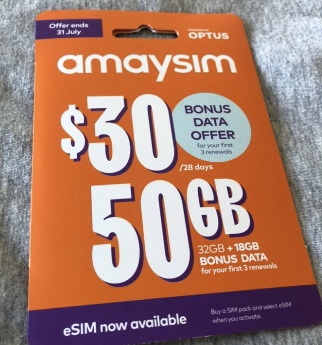 Offer ends
31 July
POWERED BY
OPTUS
amaysim
$30
/28 days
BONUS
DATA
OFFER
for your first
3 renewals
50GB
32GB + 18GB
BONUS DATA
for your first 3 renewals
eSIM now available
Buy a SIM pack and select eSIM
when you activate.